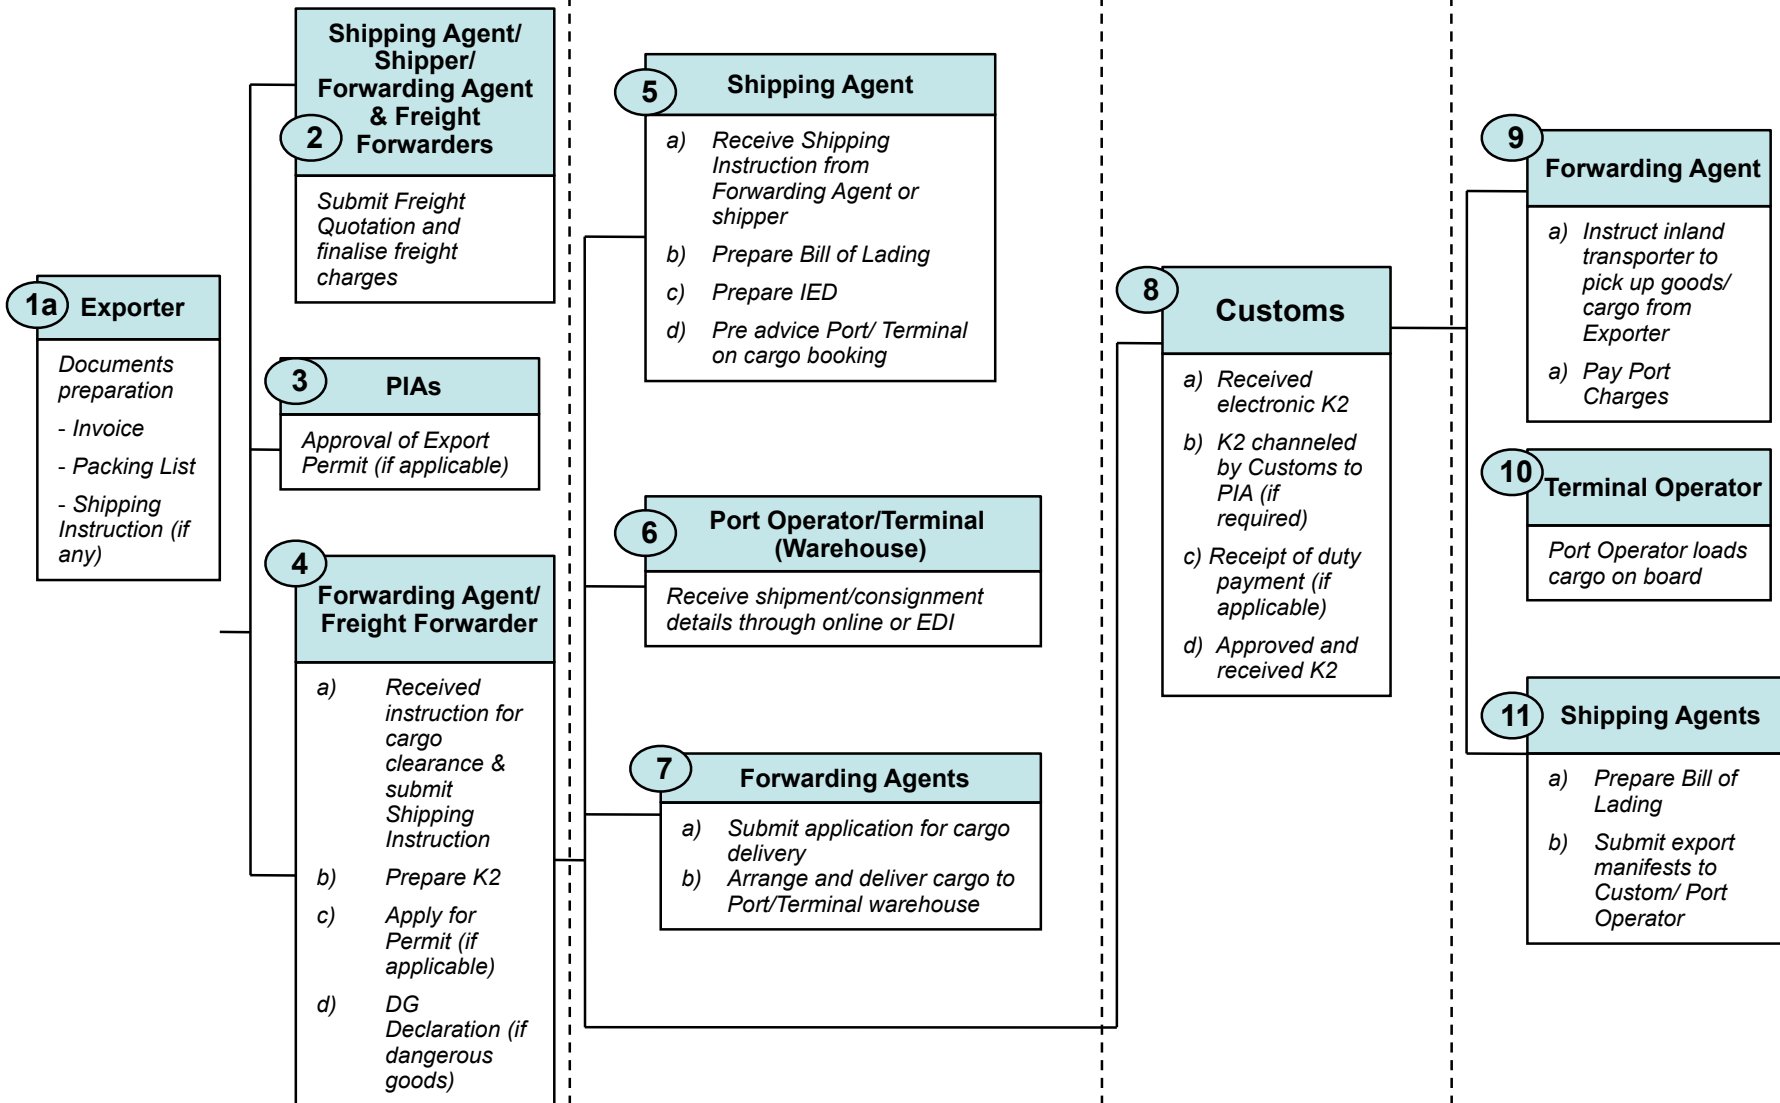 1a
Exporter
Documents
preparation
- Invoice
- Packing List
- Shipping
Instruction (if
any)
2
Shipping Agent/
Shipper/
Forwarding Agent
& Freight
Forwarders
Submit Freight
Quotation and
finalise freight
charges
3
PIAs
Approval of Export
Permit (if applicable)
4
Forwarding Agent/
Freight Forwarder
a) Received
instruction for
cargo
clearance &
submit
Shipping
Instruction
b) Prepare K2
c) Apply for
Permit (if
applicable)
d) DG
Declaration (if
dangerous
goods)
5
Shipping Agent
a) Receive Shipping
Instruction from
Forwarding Agent or
shipper
b) Prepare Bill of Lading
c) Prepare IED
d) Pre advice Port/ Terminal
on cargo booking
6
Port Operator/Terminal
(Warehouse)
Receive shipment/consignment
details through online or EDI
7
Forwarding Agents
a) Submit application for cargo
delivery
b) Arrange and deliver cargo to
Port/Terminal warehouse
8
Customs
a) Received
electronic K2
b) K2 channeled
by Customs to
PIA (if
required)
c) Receipt of duty
payment (if
applicable)
d) Approved and
received K2
9
Forwarding Agent
a) Instruct inland
transporter to
pick up goods/
cargo from
Exporter
a) Pay Port
Charges
10
Terminal Operator
Port Operator loads
cargo on board
11
Shipping Agents
a) Prepare Bill of
Lading
b) Submit export
manifests to
Custom/ Port
Operator